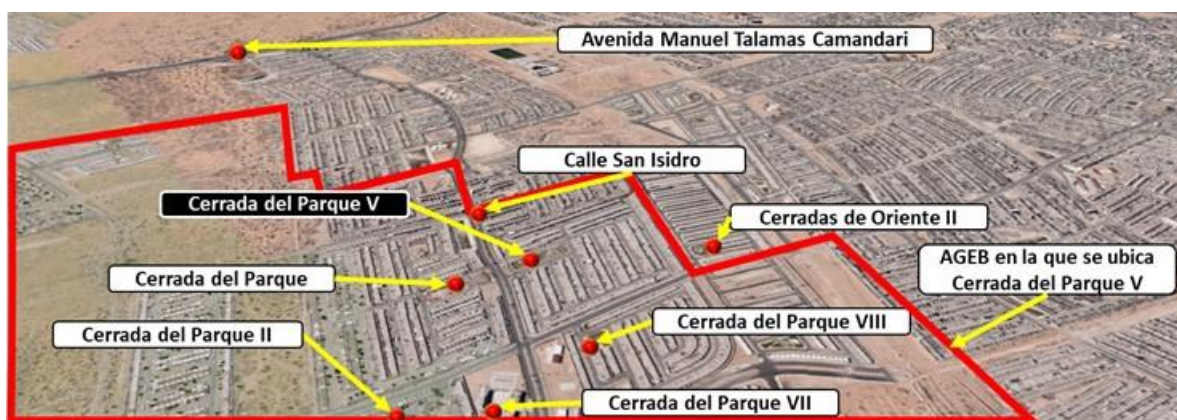 Avenida Manuel Talamas Camandari
Calle San Isidro
Cerrada del Parque V
Cerradas de Oriente II
AGEB en la que se ubica
Cerrada del Parque V
Cerrada del Parque
Cerrada del Parque VIII
Cerrada del Parque II
Cerrada del Parque VII